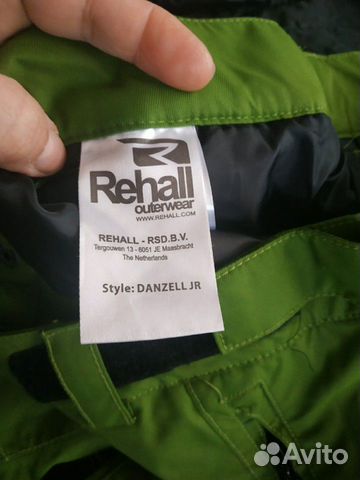 Rehall
outerwear
WWW.REHALL.COM
REHALL - RSD.B.V.
Tergouwen 13 - 6051 JE Maasbracht
The Netherlands
Style: DANZELL JR
Avito